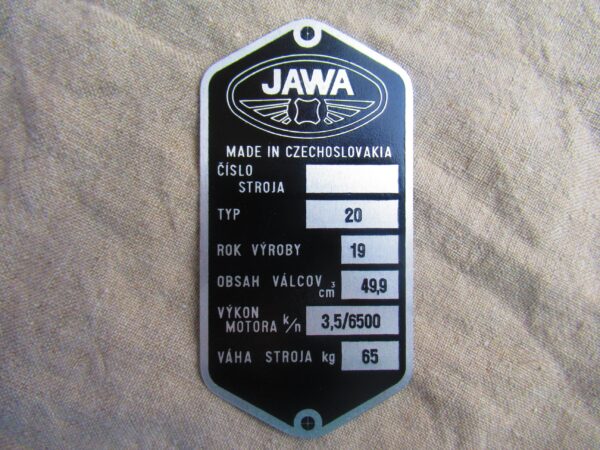 JAWA
MADE IN CZECHOSLOVAKIA
ČÍSLO
STROJA
TYP 20
ROK VÝROBY 19
OBSAH VÁLCOV cm³ 49,9
VÝKON
MOTORA k/n 3,5/6500
VÁHA STROJA kg 65